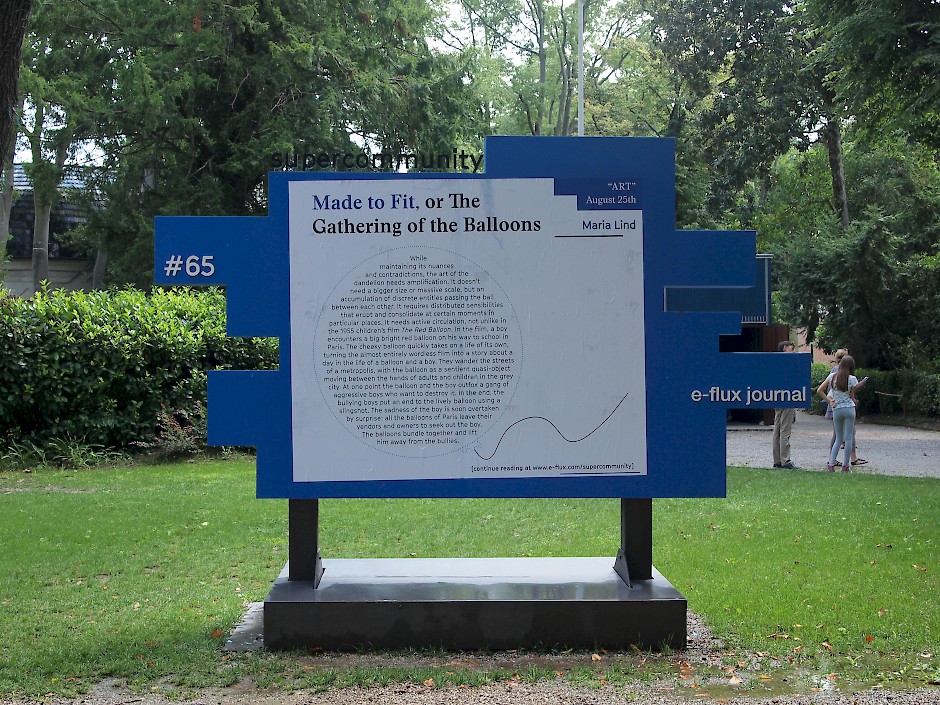 supercommunity
"ART"
August 25th
Made to Fit, or The
Gathering of the Balloons
Maria Lind
#65
While
maintaining its nuances
and contradictions, the art of the
dandelion needs amplification. It doesn't
need a bigger size or massive scale, but an
accumulation of discrete entities passing the ball
between each other. It requires distributed sensibilities
that erupt and consolidate at certain moments in
particular places. It needs active circulation, not unlike in
the 1955 children's film The Red Balloon. In the film, a boy
encounters a big bright red balloon on his way to school in
Paris. The cheeky balloon quickly takes on a life of its own,
turning the almost entirely wordless film into a story about a
day in the life of a balloon and a boy. They wander the streets
of a metropolis, with the balloon as a sentient quasi-object
moving between the hands of adults and children in the grey
city. At one point the balloon and the boy outfox a gang of
aggressive boys who want to destroy it. In the end, the
bullying boys put an end to the lively balloon using a
slingshot. The sadness of the boy is soon overtaken
by surprise: all the balloons of Paris leave their
vendors and owners to seek out the boy.
The balloons bundle together and lift
him away from the bullies.
e-flux journal
[continue reading at www.e-flux.com/supercommunity]